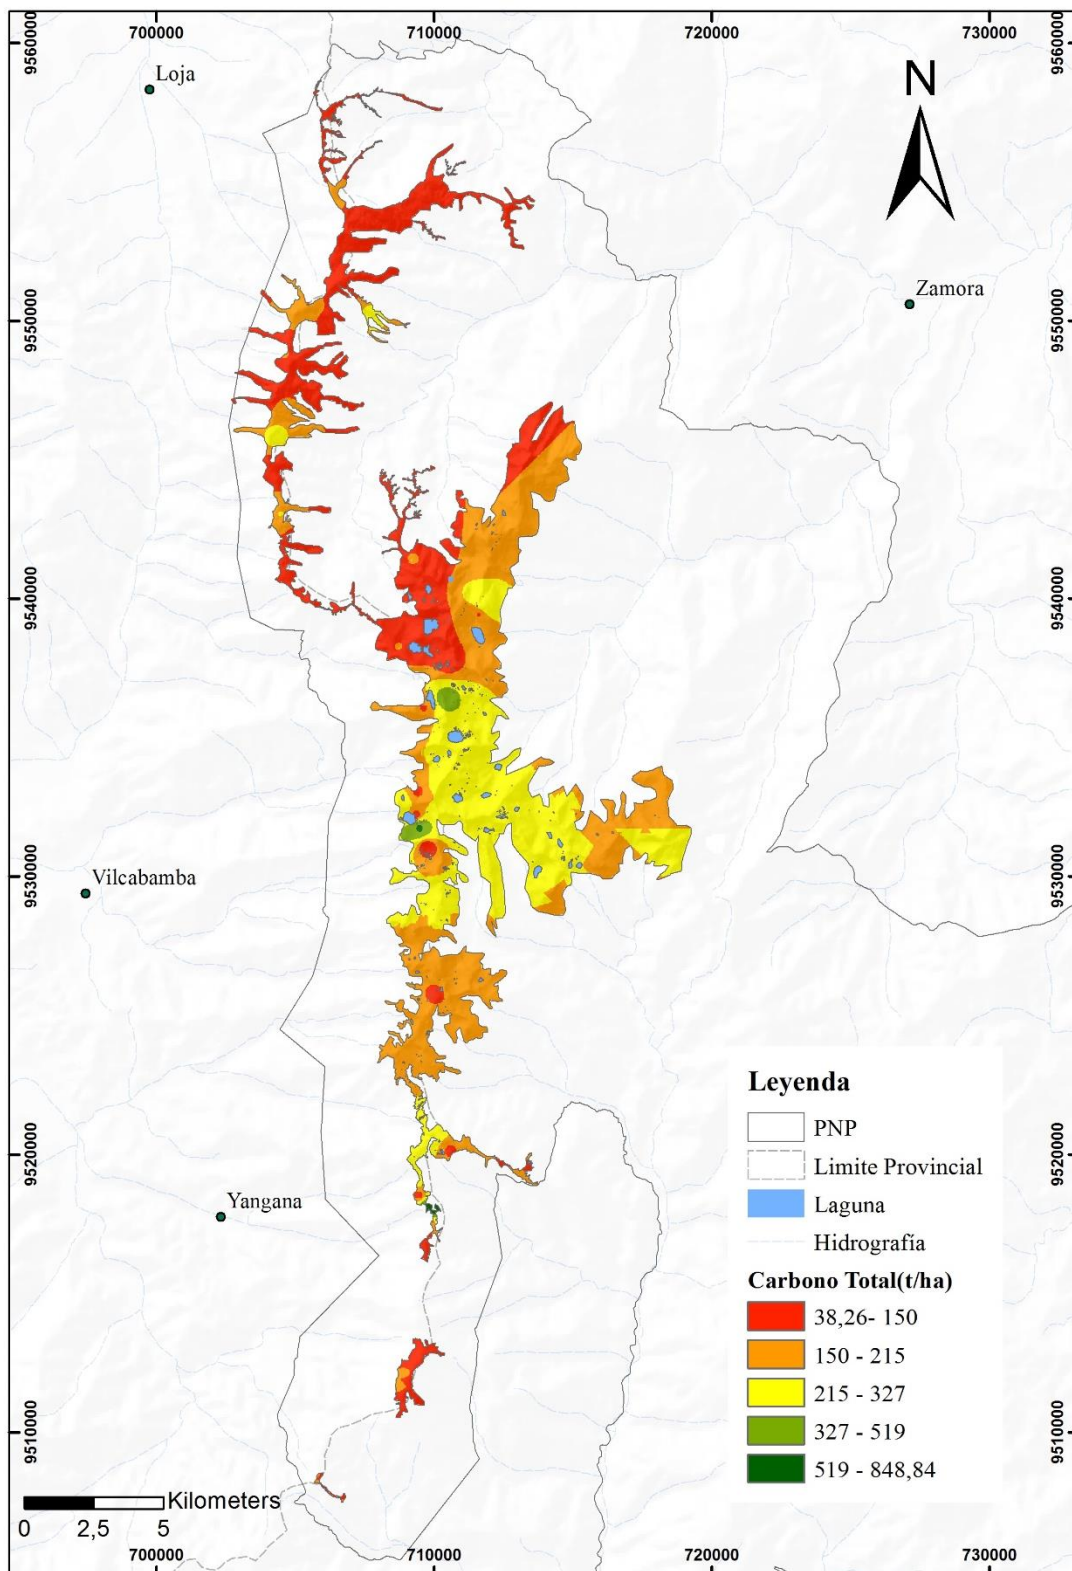 700000 710000 720000 730000
9560000 9560000
Loja
N
Zamora
9550000 9550000
9540000 9540000
Vilcabamba
9530000 9530000
Yangana
9520000 9520000
Leyenda
PNP
Limite Provincial
Laguna
Hidrografía
Carbono Total(t/ha)
38,26- 150
150 - 215
215 - 327
327 - 519
519 - 848,84
9510000 9510000
Kilometers
0 2,5 5
700000 710000 720000 730000